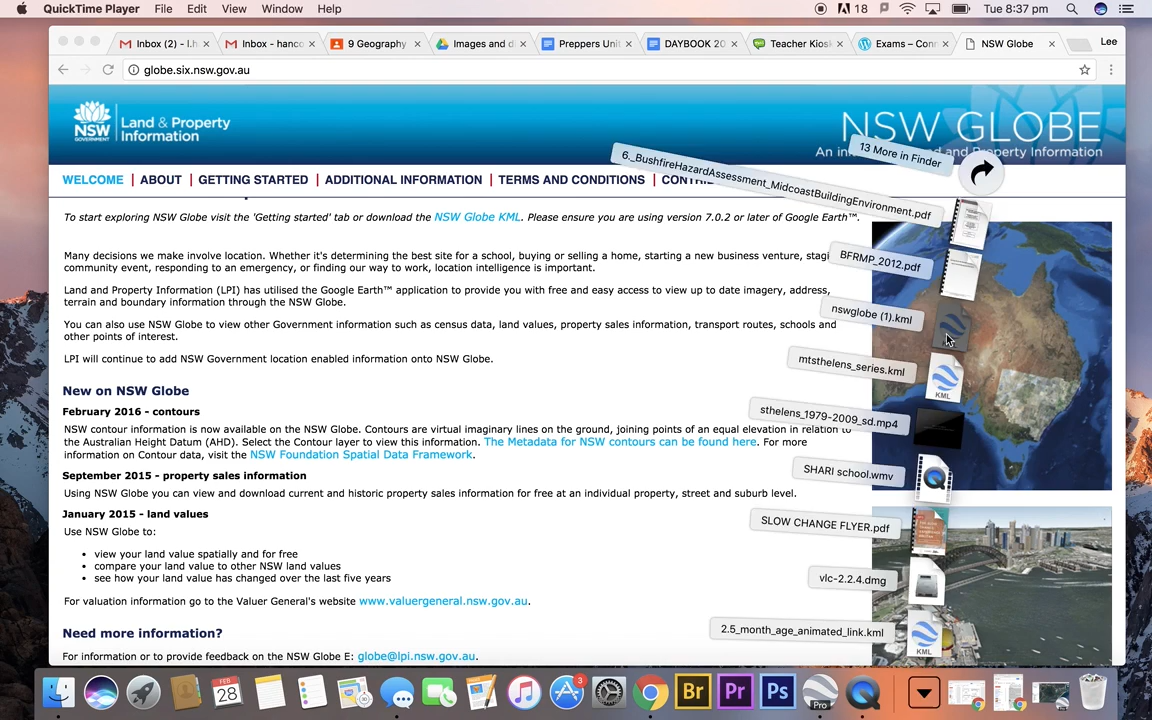 QuickTime Player File Edit View Window Help
18
Tue 8:37 pm
Inbox (2) - l.h
Inbox - hanco
9 Geography
Images and d
Preppers Unit
DAYBOOK 20
Teacher Kiosk
Exams – Con
NSW Globe
Lee
globe.six.nsw.gov.au
NSW
GOVERNMENT
Land & Property
Information
NSW GLOBE
An in and and Property Information
WELCOME | ABOUT | GETTING STARTED | ADDITIONAL INFORMATION | TERMS AND CONDITIONS | CONTRI
13 More in Finder
6._BushfireHazardAssessment_MidcoastBuildingEnvironment.pdf
BFRMP_2012.pdf
nswglobe (1).kml
mtsthelens_series.kml
KML
sthelens_1979-2009_sd.mp4
SHARI school.wmv
SLOW CHANGE FLYER.pdf
vlc-2.2.4.dmg
2.5_month_age_animated_link.kml
KML
To start exploring NSW Globe visit the 'Getting started' tab or download the NSW Globe KML. Please ensure you are using version 7.0.2 or later of Google Earth™.
Many decisions we make involve location. Whether it's determining the best site for a school, buying or selling a home, starting a new business venture, stagi
community event, responding to an emergency, or finding our way to work, location intelligence is important.
Land and Property Information (LPI) has utilised the Google Earth™ application to provide you with free and easy access to view up to date imagery, address,
terrain and boundary information through the NSW Globe.
You can also use NSW Globe to view other Government information such as census data, land values, property sales information, transport routes, schools and
other points of interest.
LPI will continue to add NSW Government location enabled information onto NSW Globe.
New on NSW Globe
February 2016 - contours
NSW contour information is now available on the NSW Globe. Contours are virtual imaginary lines on the ground, joining points of an equal elevation in relation to
the Australian Height Datum (AHD). Select the Contour layer to view this information. The Metadata for NSW contours can be found here. For more
information on Contour data, visit the NSW Foundation Spatial Data Framework.
September 2015 - property sales information
Using NSW Globe you can view and download current and historic property sales information for free at an individual property, street and suburb level.
January 2015 - land values
Use NSW Globe to:
• view your land value spatially and for free
• compare your land value to other NSW land values
• see how your land value has changed over the last five years
For valuation information go to the Valuer General's website www.valuergeneral.nsw.gov.au.
Need more information?
For information or to provide feedback on the NSW Globe E: globe@lpi.nsw.gov.au.
FEB
28
3
Br
Pr
Ps
Pro